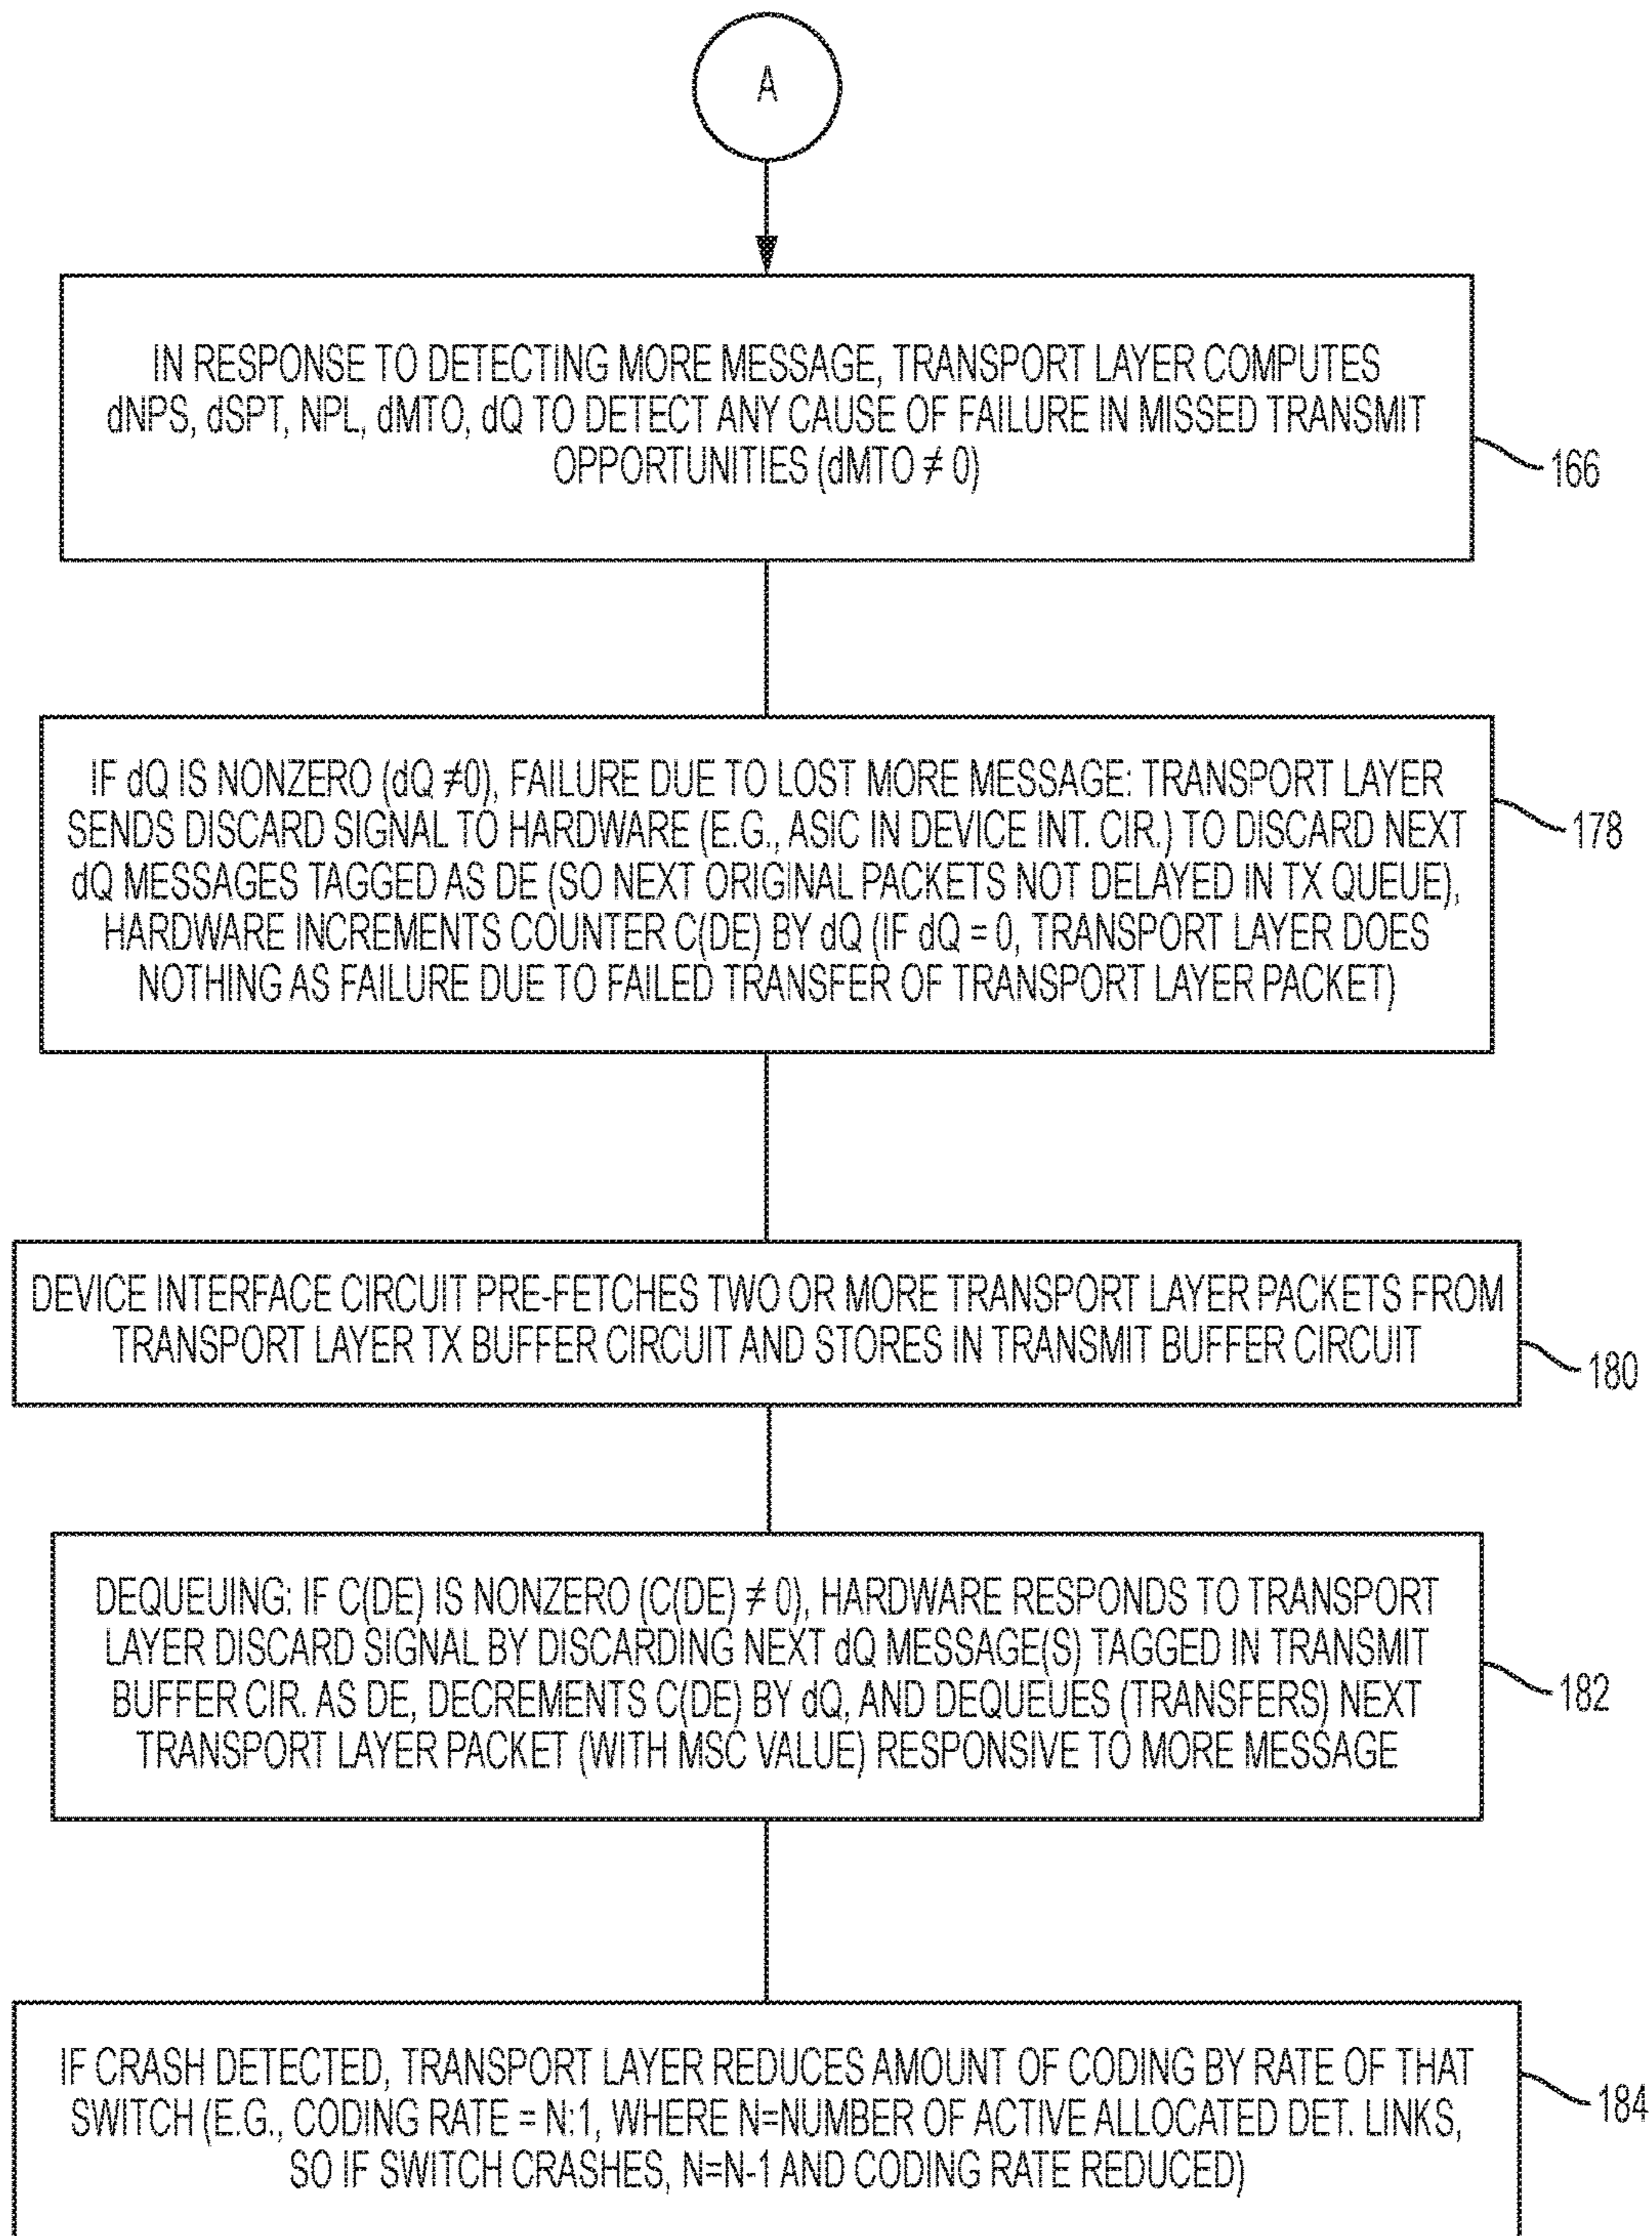 A
IN RESPONSE TO DETECTING MORE MESSAGE, TRANSPORT LAYER COMPUTES
dNPS, dSPT, NPL, dMTO, dQ TO DETECT ANY CAUSE OF FAILURE IN MISSED TRANSMIT
OPPORTUNITIES (dMTO ≠ 0)
166
IF dQ IS NONZERO (dQ ≠0), FAILURE DUE TO LOST MORE MESSAGE: TRANSPORT LAYER
SENDS DISCARD SIGNAL TO HARDWARE (E.G., ASIC IN DEVICE INT. CIR.) TO DISCARD NEXT
dQ MESSAGES TAGGED AS DE (SO NEXT ORIGINAL PACKETS NOT DELAYED IN TX QUEUE),
HARDWARE INCREMENTS COUNTER C(DE) BY dQ (IF dQ = 0, TRANSPORT LAYER DOES
NOTHING AS FAILURE DUE TO FAILED TRANSFER OF TRANSPORT LAYER PACKET)
178
DEVICE INTERFACE CIRCUIT PRE-FETCHES TWO OR MORE TRANSPORT LAYER PACKETS FROM
TRANSPORT LAYER TX BUFFER CIRCUIT AND STORES IN TRANSMIT BUFFER CIRCUIT
180
DEQUEUING: IF C(DE) IS NONZERO (C(DE) ≠ 0), HARDWARE RESPONDS TO TRANSPORT
LAYER DISCARD SIGNAL BY DISCARDING NEXT dQ MESSAGE(S) TAGGED IN TRANSMIT
BUFFER CIR. AS DE, DECREMENTS C(DE) BY dQ, AND DEQUEUES (TRANSFERS) NEXT
TRANSPORT LAYER PACKET (WITH MSC VALUE) RESPONSIVE TO MORE MESSAGE
182
IF CRASH DETECTED, TRANSPORT LAYER REDUCES AMOUNT OF CODING BY RATE OF THAT
SWITCH (E.G., CODING RATE = N:1, WHERE N=NUMBER OF ACTIVE ALLOCATED DET. LINKS,
SO IF SWITCH CRASHES, N=N-1 AND CODING RATE REDUCED)
184